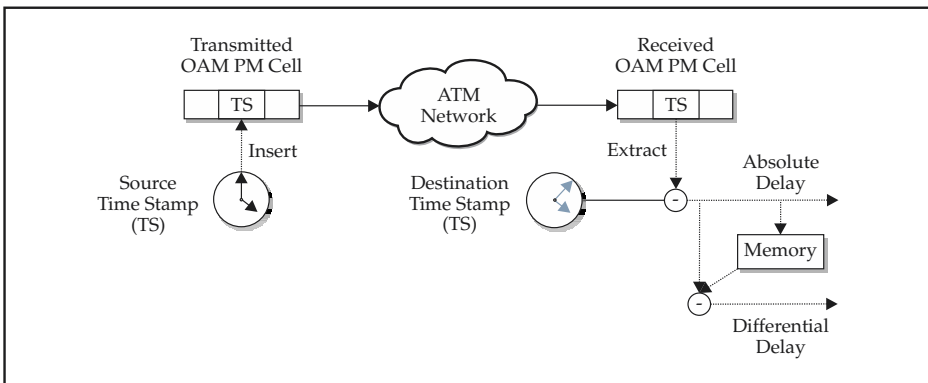 Transmitted
OAM PM Cell
Received
OAM PM Cell
TS
ATM
Network
TS
Insert
Extract
Source
Time Stamp
(TS)
Destination
Time Stamp
(TS)
-
Absolute
Delay
Memory
-
Differential
Delay